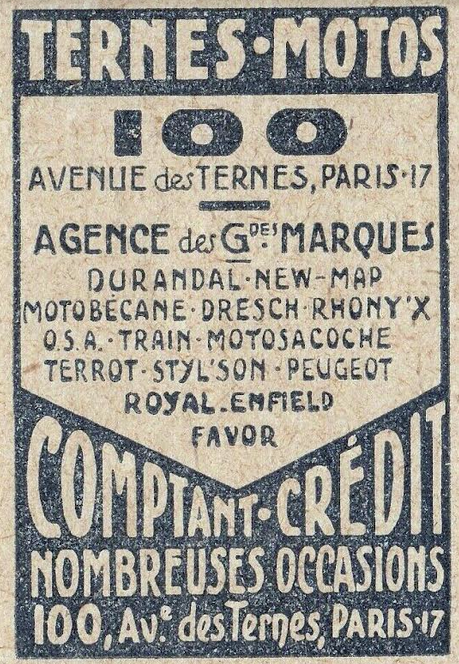 TERNES·MOTOS
100
AVENUE des TERNES, PARIS·17
AGENCE des Gdes. MARQUES
DURANDAL·NEW-MAP
MOTOBÉCANE·DRESCH·RHONY'X
O.S.A.·TRAIN·MOTOSACOCHE
TERROT·STYL'SON·PEUGEOT
ROYAL-ENFIELD
FAVOR
COMPTANT·CRÉDIT
NOMBREUSES OCCASIONS
100, Ave. des Ternes, PARIS·17